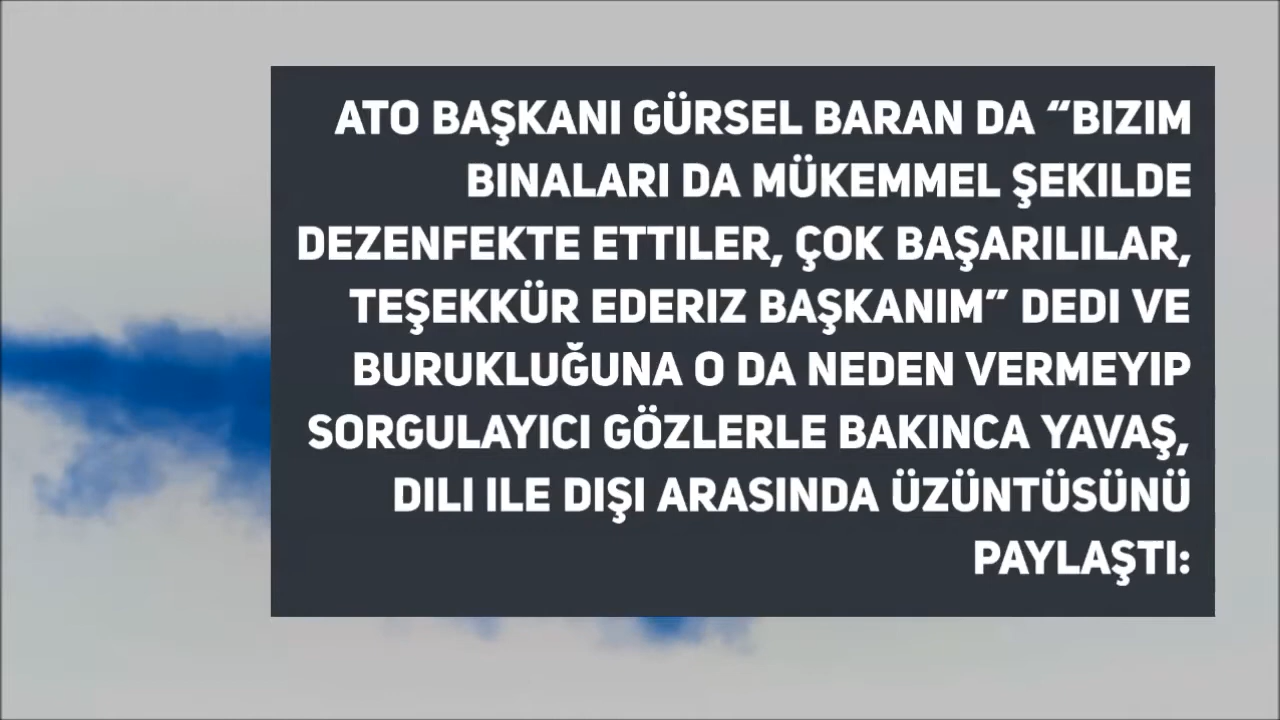 ATO BAŞKANI GÜRSEL BARAN DA “BIZIM
BINALARI DA MÜKEMMEL ŞEKILDE
DEZENFEKTE ETTILER, ÇOK BAŞARILILAR,
TEŞEKKÜR EDERIZ BAŞKANIM” DEDI VE
BURUKLUĞUNA O DA NEDEN VERMEYIP
SORGULAYICI GÖZLERLE BAKINCA YAVAŞ,
DILI ILE DIŞI ARASINDA ÜZÜNTÜSÜNÜ
PAYLAŞTI: